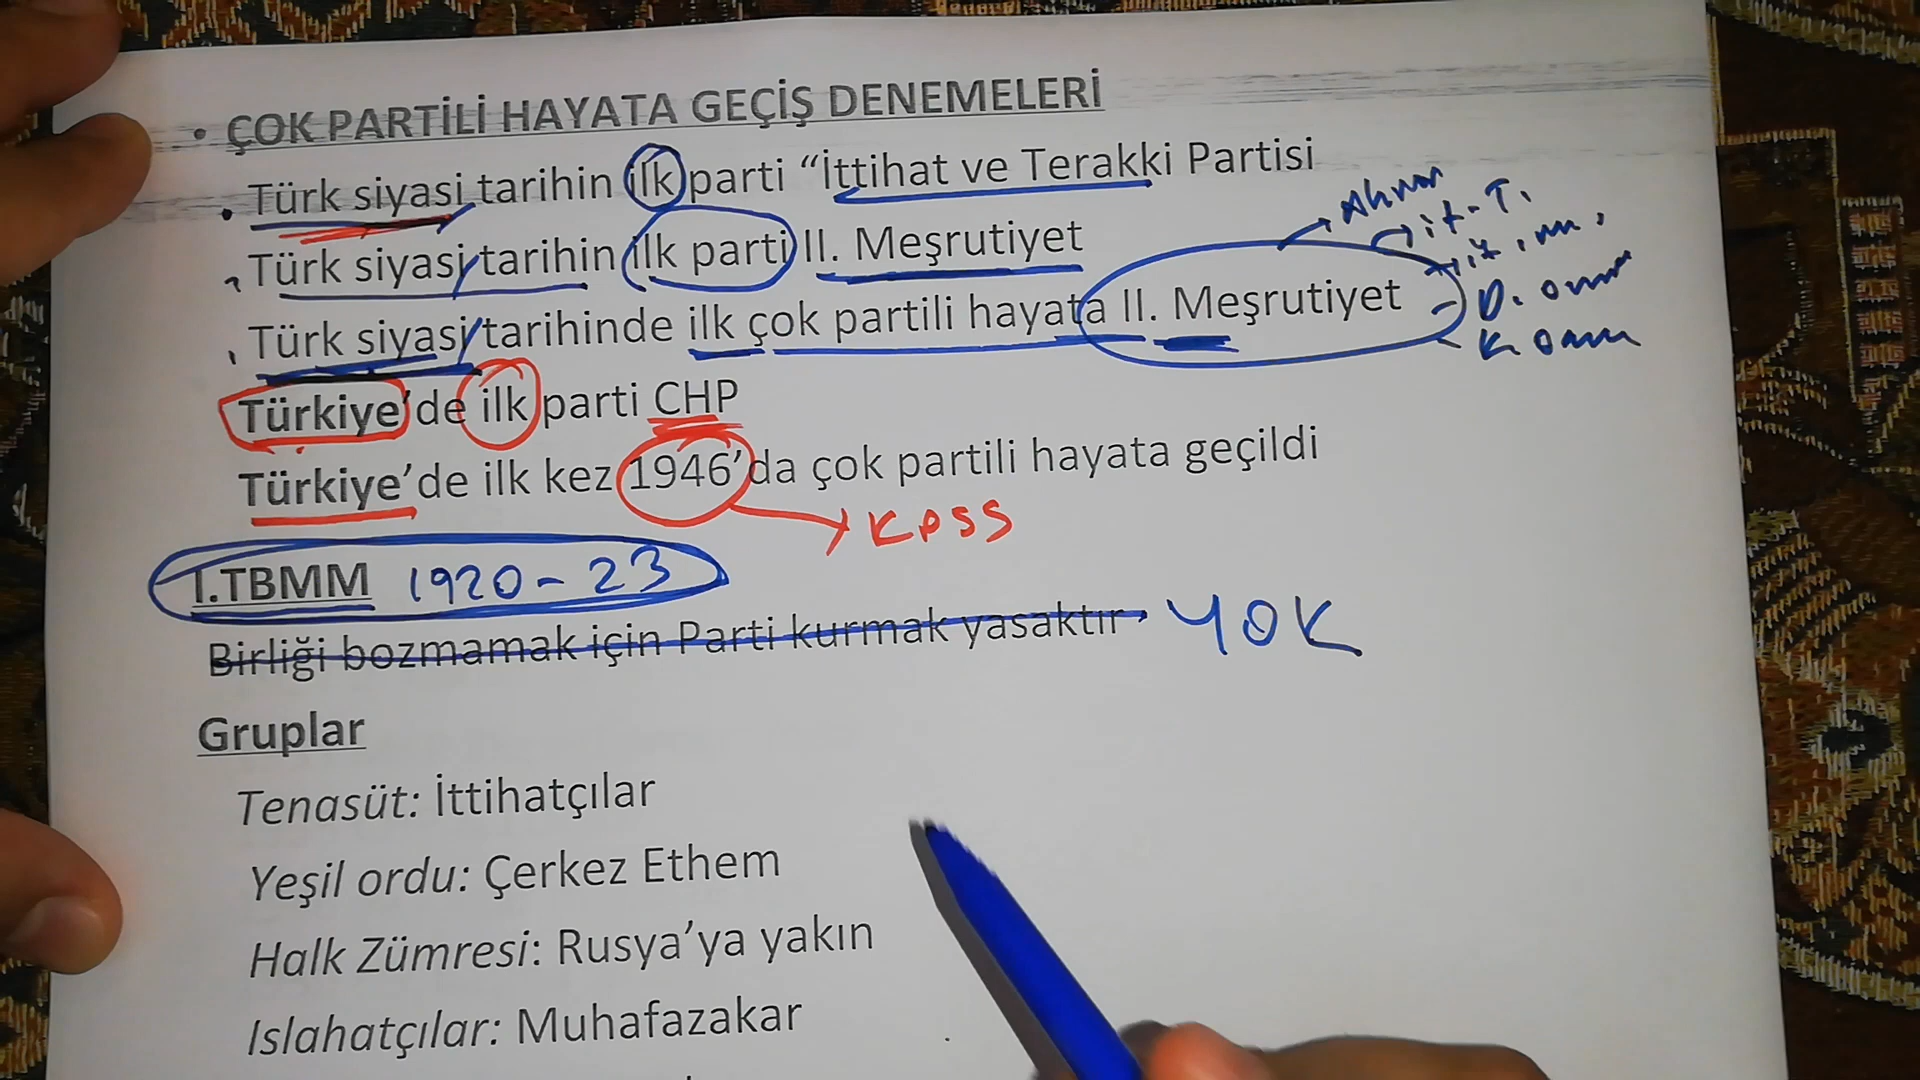 • ÇOK PARTİLİ HAYATA GEÇİŞ DENEMELERİ
Türk siyasi tarihin ilk parti “İttihat ve Terakki Partisi
Türk siyasi tarihin ilk parti II. Meşrutiyet
Türk siyasi tarihinde ilk çok partili hayata II. Meşrutiyet
Ahrar
it-T.
it. m.
D. 
K. 
Türkiye’de ilk parti CHP
Türkiye’de ilk kez 1946’da çok partili hayata geçildi
KPSS
I.TBMM 1920-23
Birliği bozmamak için Parti kurmak yasaktır YOK
Gruplar
Tenasüt: İttihatçılar
Yeşil ordu: Çerkez Ethem
Halk Zümresi: Rusya’ya yakın
Islahatçılar: Muhafazakar